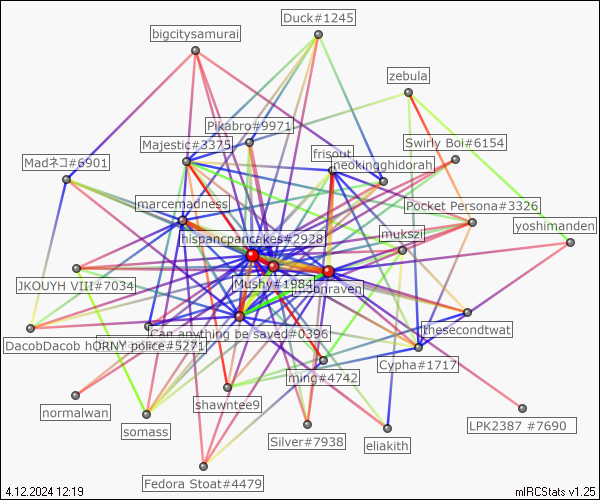 Duck#1245
bigcitysamurai
zebula
Pikabro#9971
Majestic#3375
Swirly Boi#6154
frisout
neokingghidorah
Madネコ#6901
marcemadness
Pocket Persona#3326
yoshimanden
mukszi
hispancpancakes#2928
JKOUYH VIII#7034
Mushy#1984
moonraven
Can anything be saved#0396
thesecondtwat
DacobDacob
hORNY police#5271
Cypha#1717
ming#4742
normalwan
shawntee9
somass
LPK2387 #7690
Silver#7938
eliakith
Fedora Stoat#4479
4.12.2024 12:19
mIRCStats v1.25